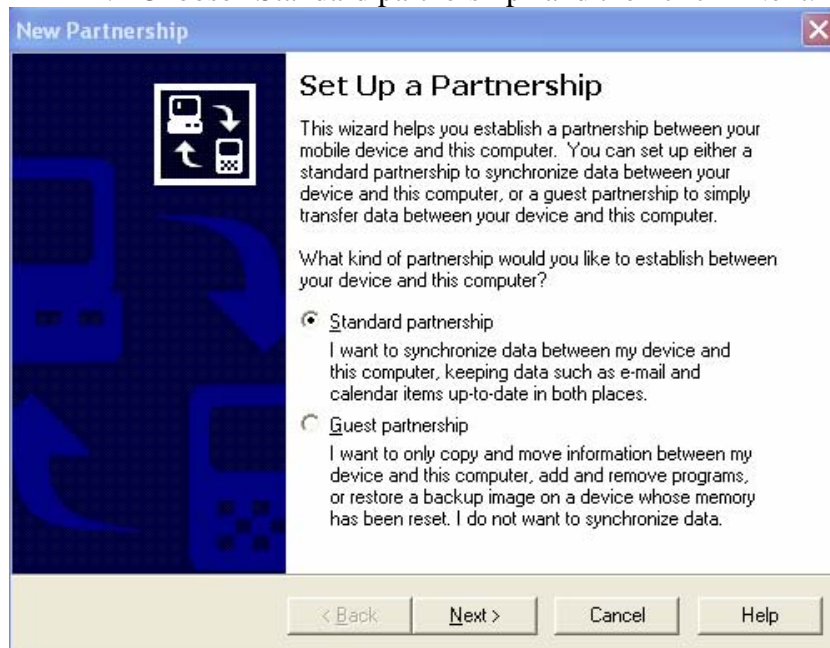 New Partnership
Set Up a Partnership
This wizard helps you establish a partnership between your
mobile device and this computer. You can set up either a
standard partnership to synchronize data between your
device and this computer, or a guest partnership to simply
transfer data between your device and this computer.
What kind of partnership would you like to establish between
your device and this computer?
Standard partnership
I want to synchronize data between my device and
this computer, keeping data such as e-mail and
calendar items up-to-date in both places.
Guest partnership
I want to only copy and move information between my
device and this computer, add and remove programs,
or restore a backup image on a device whose memory
has been reset. I do not want to synchronize data.
< Back Next > Cancel Help